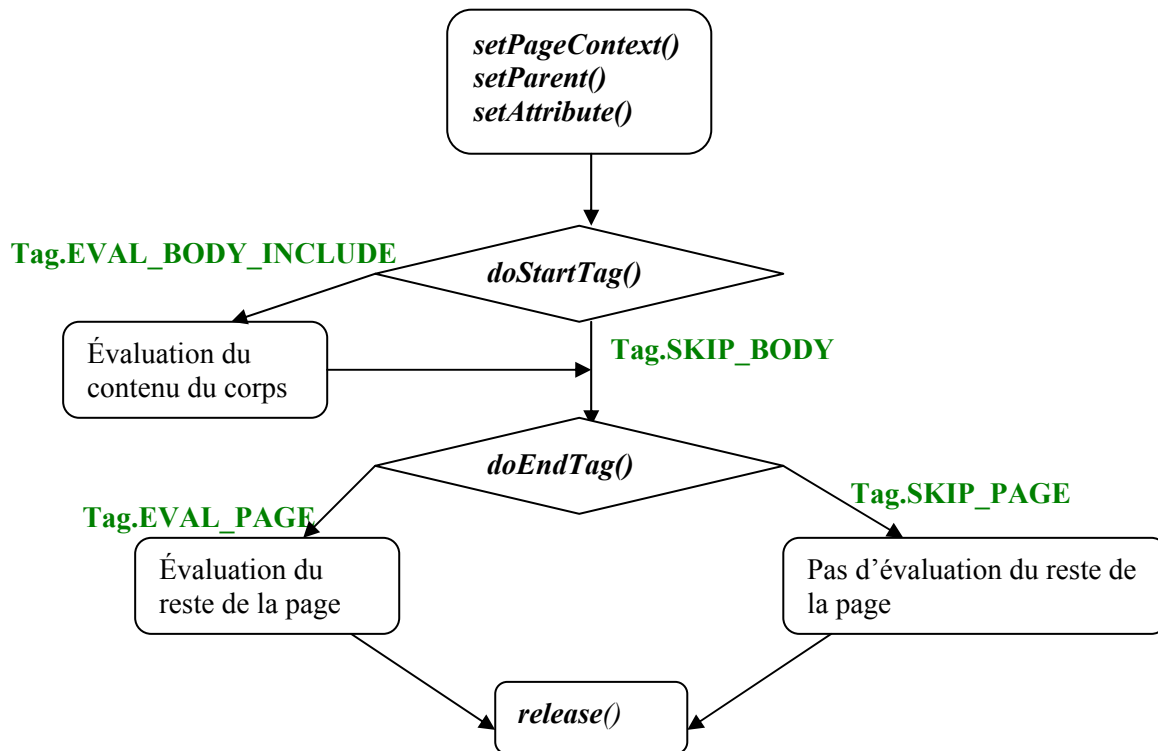 setPageContext()
setParent()
setAttribute()
Tag.EVAL_BODY_INCLUDE
doStartTag()
Évaluation du
contenu du corps
Tag.SKIP_BODY
doEndTag()
Tag.EVAL_PAGE
Tag.SKIP_PAGE
Évaluation du
reste de la page
Pas d’évaluation du reste de
la page
release()